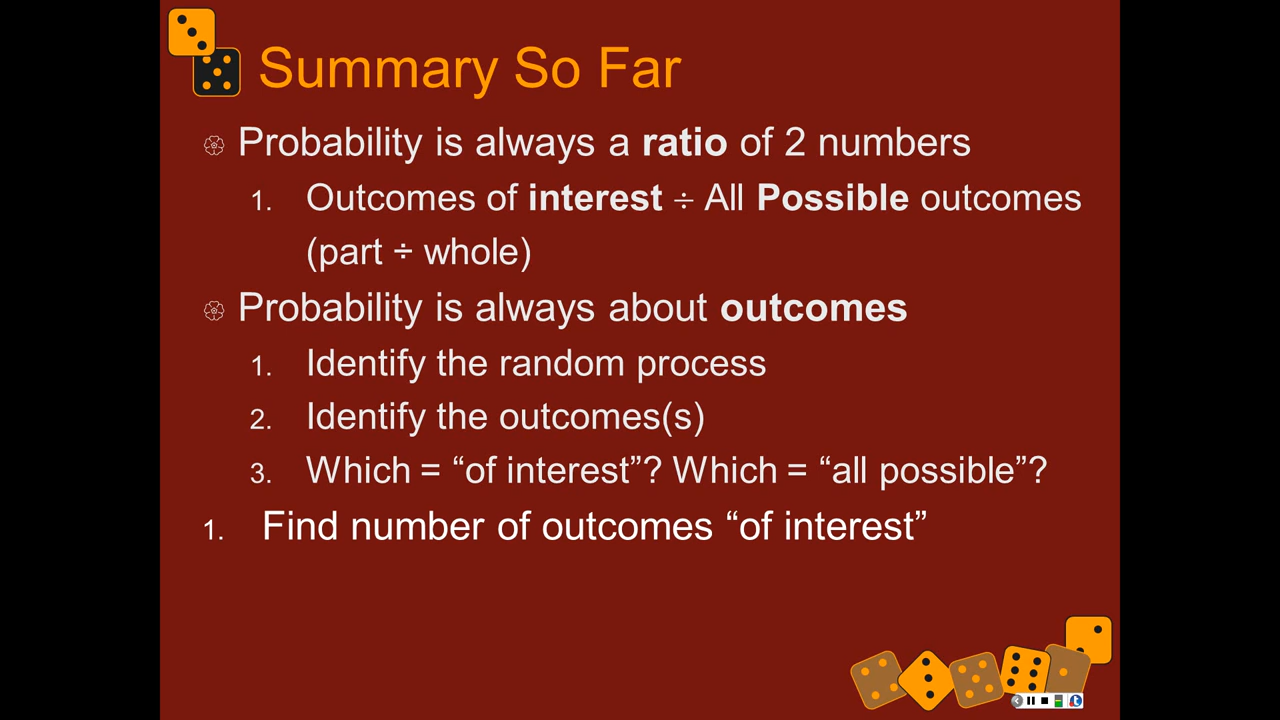 Summary So Far
Probability is always a ratio of 2 numbers
1. Outcomes of interest ÷ All Possible outcomes
(part ÷ whole)
Probability is always about outcomes
1. Identify the random process
2. Identify the outcomes(s)
3. Which = “of interest”? Which = “all possible”?
1. Find number of outcomes “of interest”